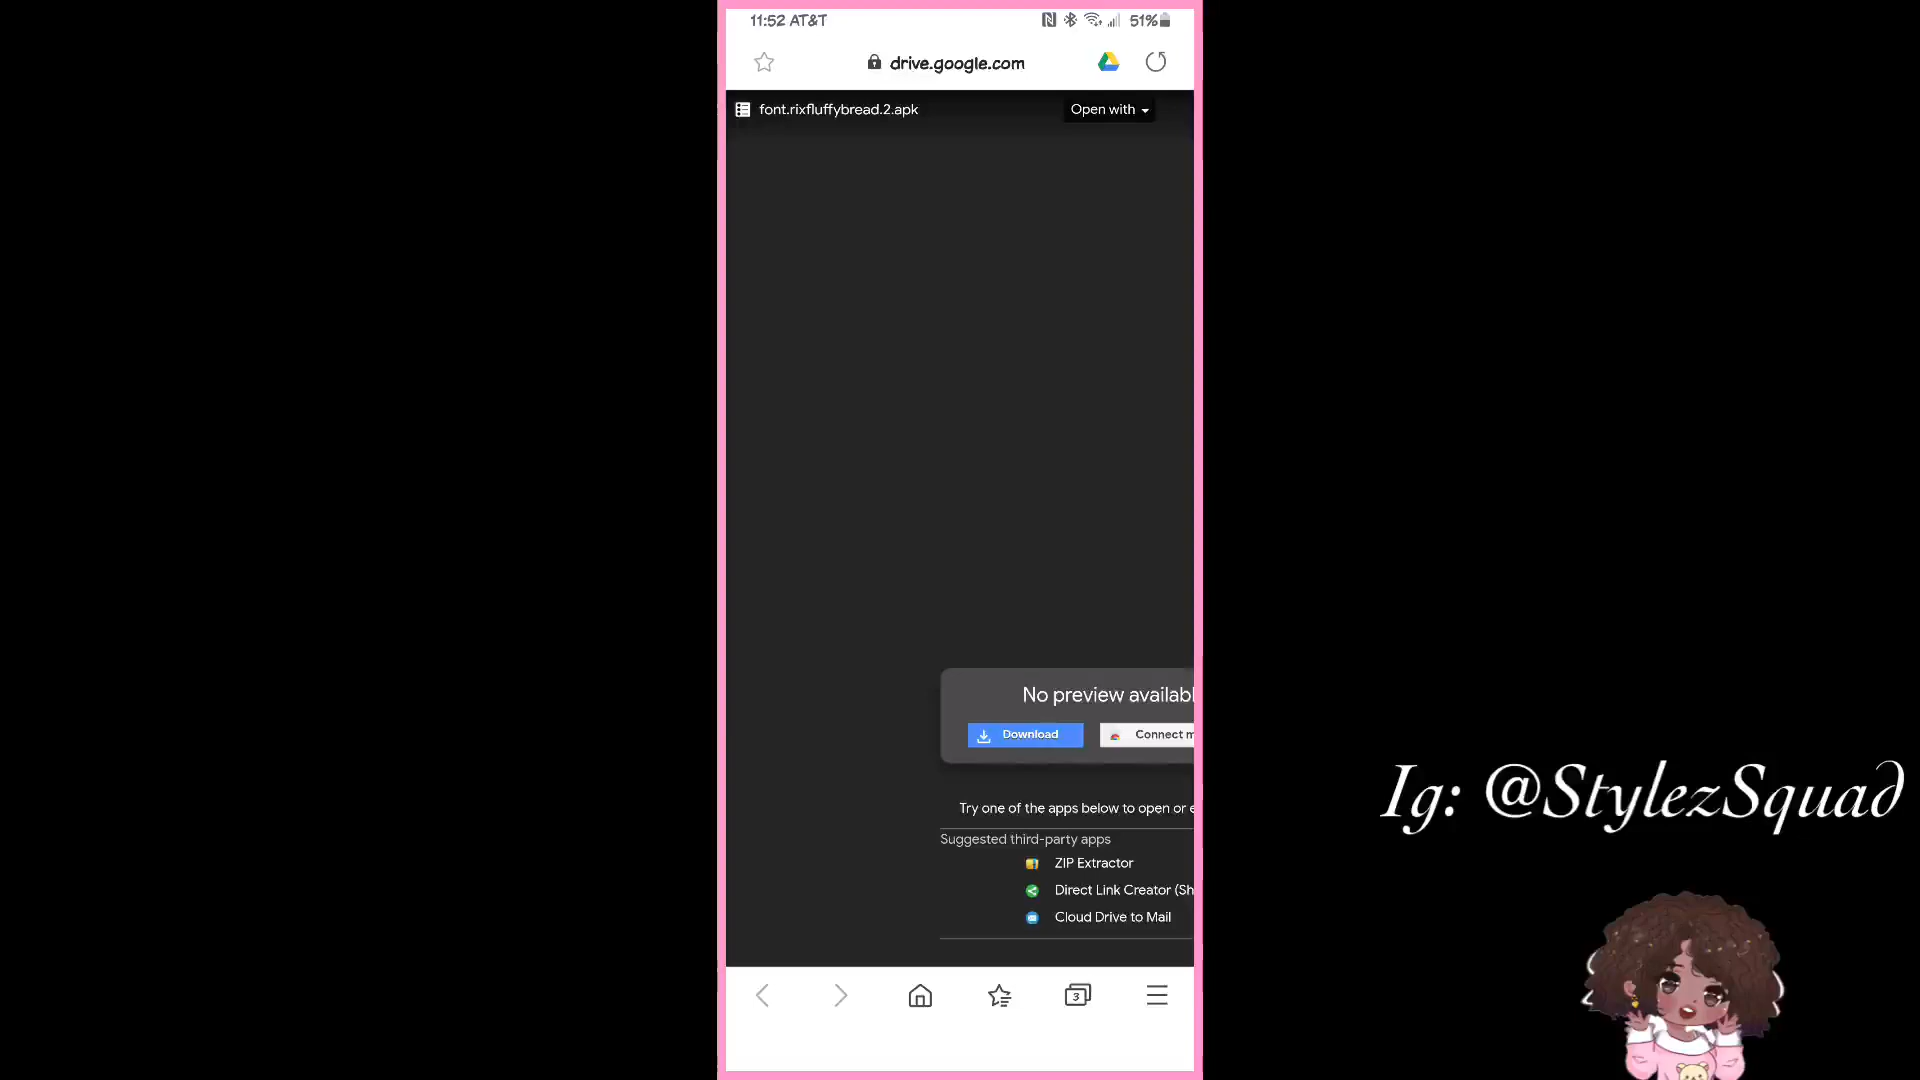 11:52 AT&T
51%
drive.google.com
font.rixfluffybread.2.apk
Open with
No preview availabl
Download
Connect m
Try one of the apps below to open or e
Suggested third-party apps
ZIP Extractor
Direct Link Creator (Sh
Cloud Drive to Mail
3
Ig: @StylezSquad